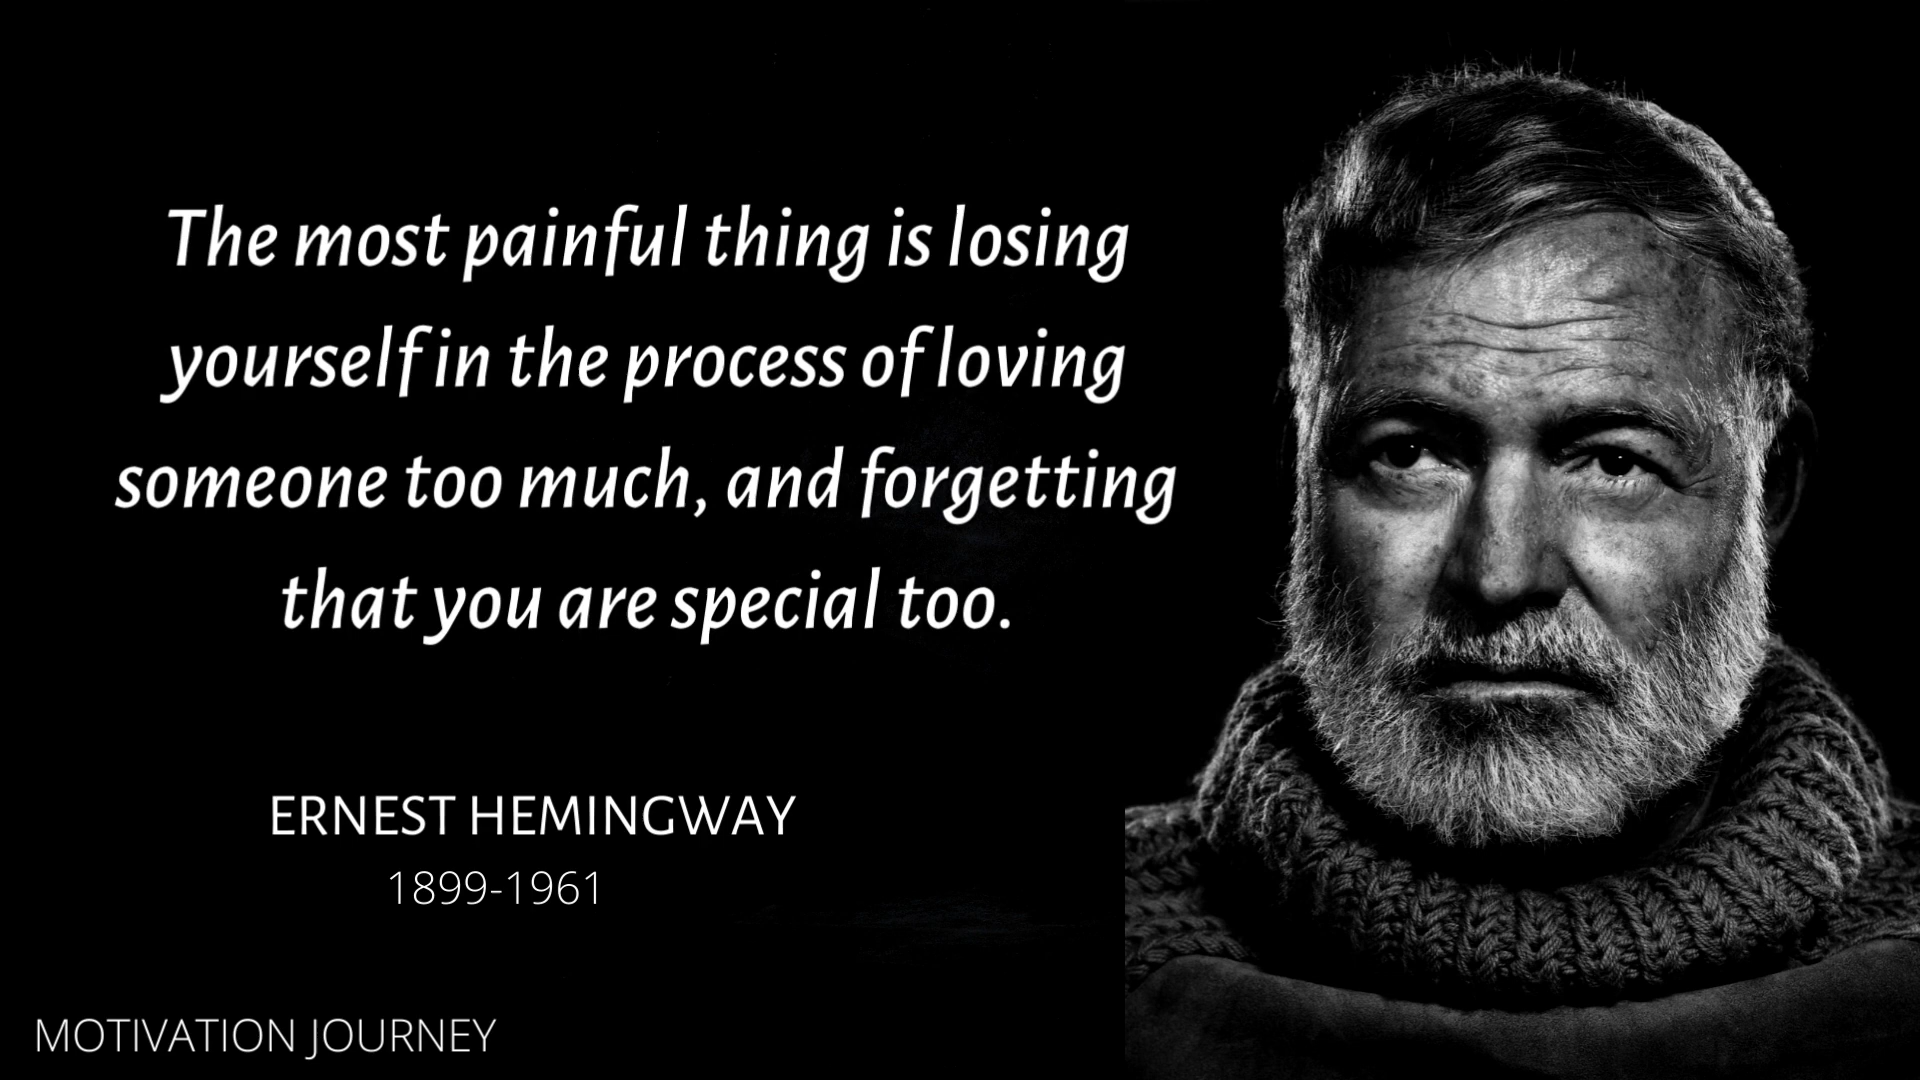 The most painful thing is losing
yourself in the process of loving
someone too much, and forgetting
that you are special too.
ERNEST HEMINGWAY
1899-1961
MOTIVATION JOURNEY